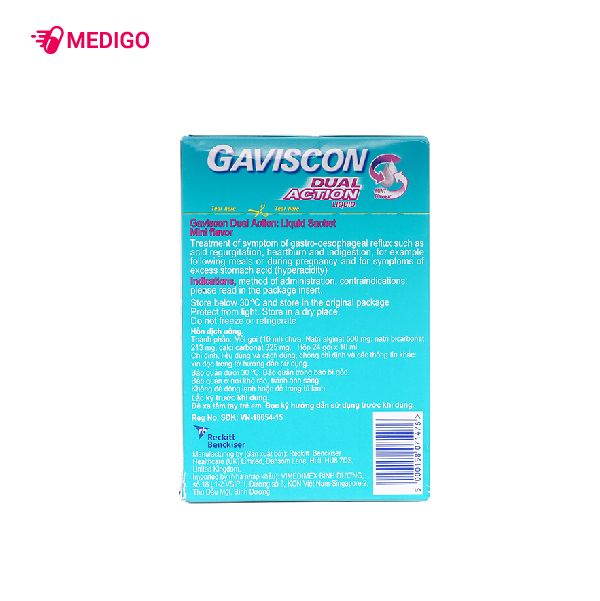 MEDIGO
GAVISCON
DUAL
ACTION
LIQUID
Tear here Tear here
Gaviscon Dual Action: Liquid Sachet
Mint flavor
Treatment of symptom of gastro-oesophageal reflux such as
acid regurgitation, heartburn and indigestion, for example
following meals or during pregnancy and for symptoms of
excess stomach acid (hyperacidity)
Indications, method of administration, contraindications:
please read in the package insert.
Store below 30 °C and store in the original package
Protect from light. Store in a dry place
Do not freeze or refrigerate
Hỗn dịch uống.
Thành phần: Mỗi gói (10 ml) chứa: Natri alginat 500 mg, natri bicarbonat
213 mg, calci carbonat 325 mg. Hộp 24 gói x 10 ml
Chỉ định, liều dùng và cách dùng, chống chỉ định và các thông tin khác:
xin đọc trong tờ hướng dẫn sử dụng.
Bảo quản dưới 30 °C. Bảo quản trong bao bì gốc.
Bảo quản ở nơi khô ráo, tránh ánh sáng
Không để đông lạnh hoặc để trong tủ lạnh
Lắc kỹ trước khi dùng.
Để xa tầm tay trẻ em. Đọc kỹ hướng dẫn sử dụng trước khi dùng.
Reg No. SĐK: VN-18654-15
Reckitt
Benckiser
Manufacturing by (Sản xuất bởi): Reckitt Benckiser
Healthcare (UK) Limited, Dansom Lane, Hull, HU8 7DS,
United Kingdom.
Imported by (Nhà nhập khẩu): VIMEDIMEX BINH DUONG,
Đường số 3, KCN Việt Nam Singapore 2,
Thủ Dầu Một, Bình Dương